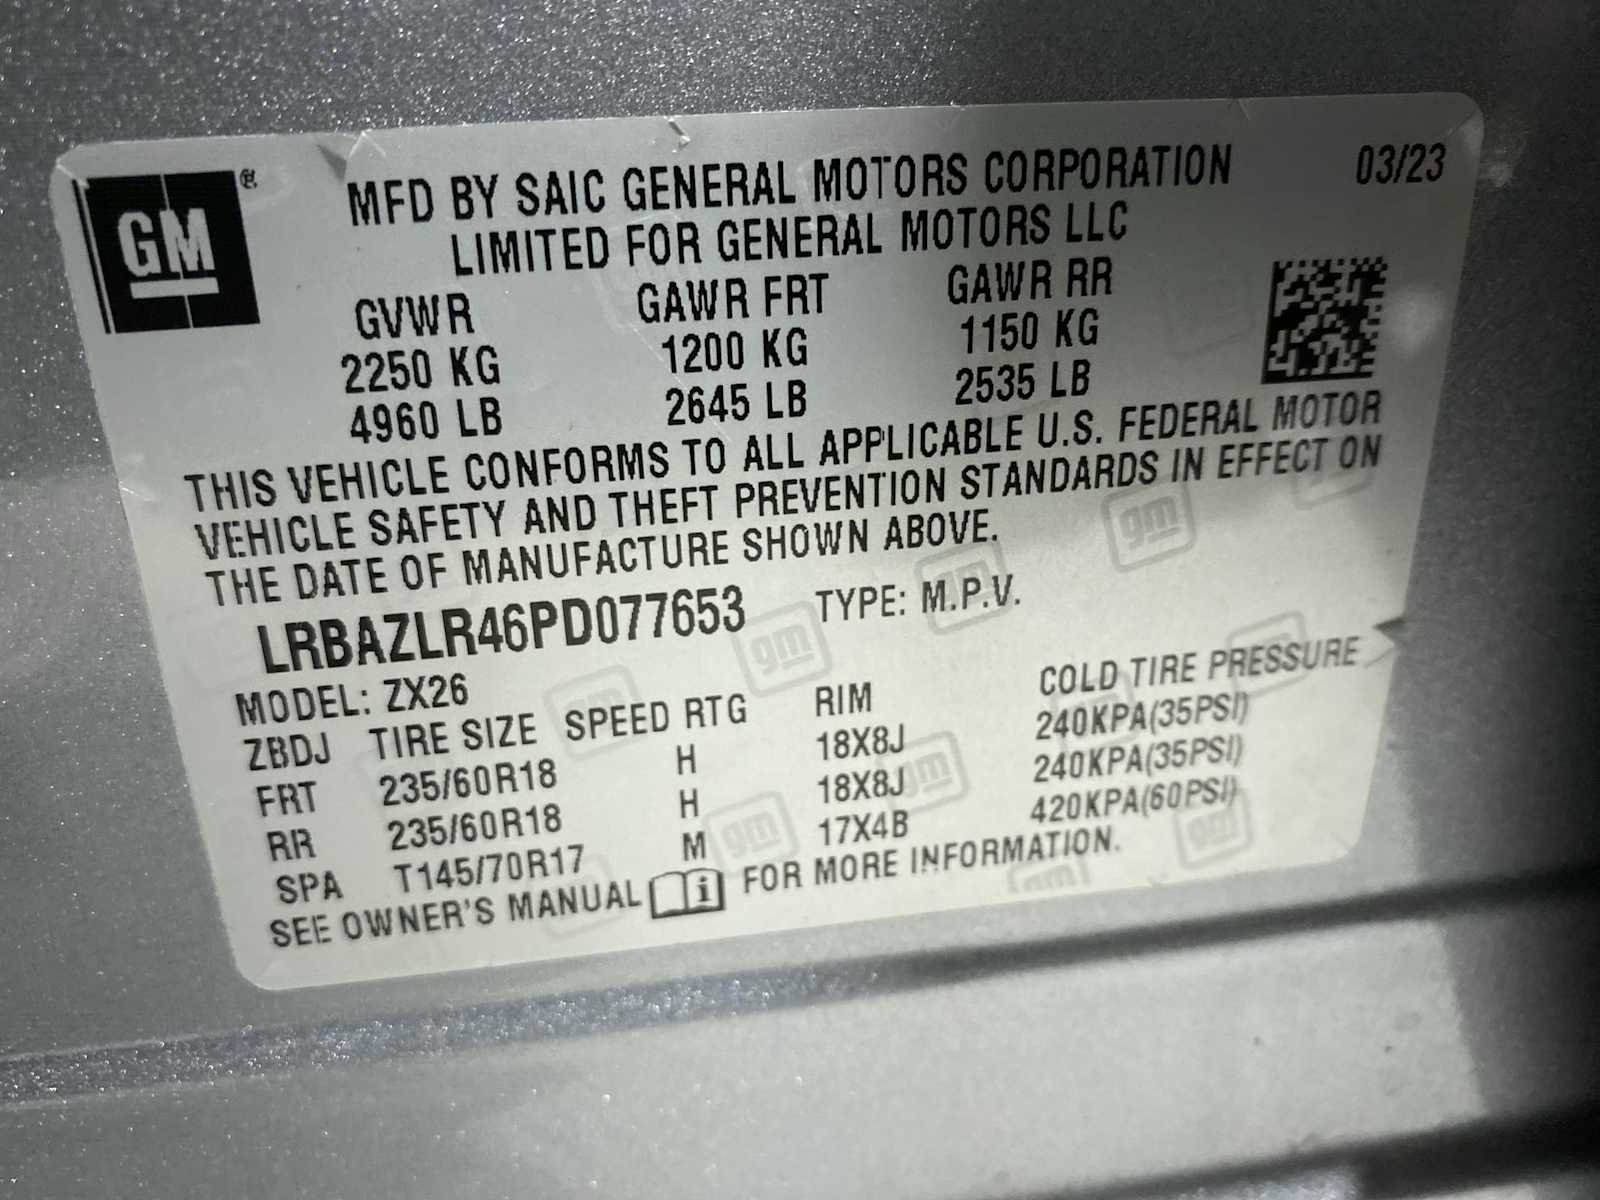 GM ®
MFD BY SAIC GENERAL MOTORS CORPORATION 03/23
LIMITED FOR GENERAL MOTORS LLC
GVWR GAWR FRT GAWR RR
2250 KG 1200 KG 1150 KG
4960 LB 2645 LB 2535 LB
THIS VEHICLE CONFORMS TO ALL APPLICABLE U.S. FEDERAL MOTOR
VEHICLE SAFETY AND THEFT PREVENTION STANDARDS IN EFFECT ON
THE DATE OF MANUFACTURE SHOWN ABOVE.
LRBAZLR46PD077653 TYPE: M.P.V.
MODEL: ZX26
ZBDJ TIRE SIZE SPEED RTG RIM COLD TIRE PRESSURE
FRT 235/60R18 H 18X8J 240KPA(35PSI)
RR 235/60R18 H 18X8J 240KPA(35PSI)
SPA T145/70R17 M 17X4B 420KPA(60PSI)
SEE OWNER'S MANUAL i FOR MORE INFORMATION.